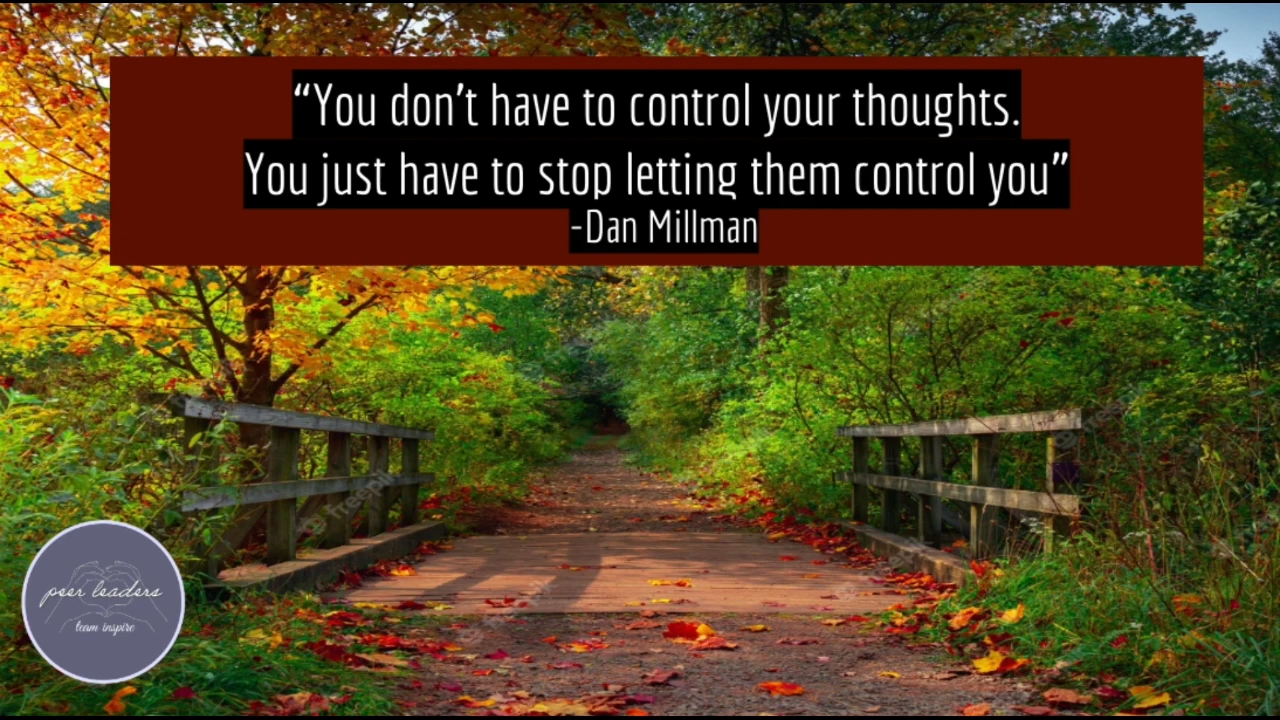 “You don’t have to control your thoughts.
You just have to stop letting them control you”
-Dan Millman
peer leaders
team inspire
freepik